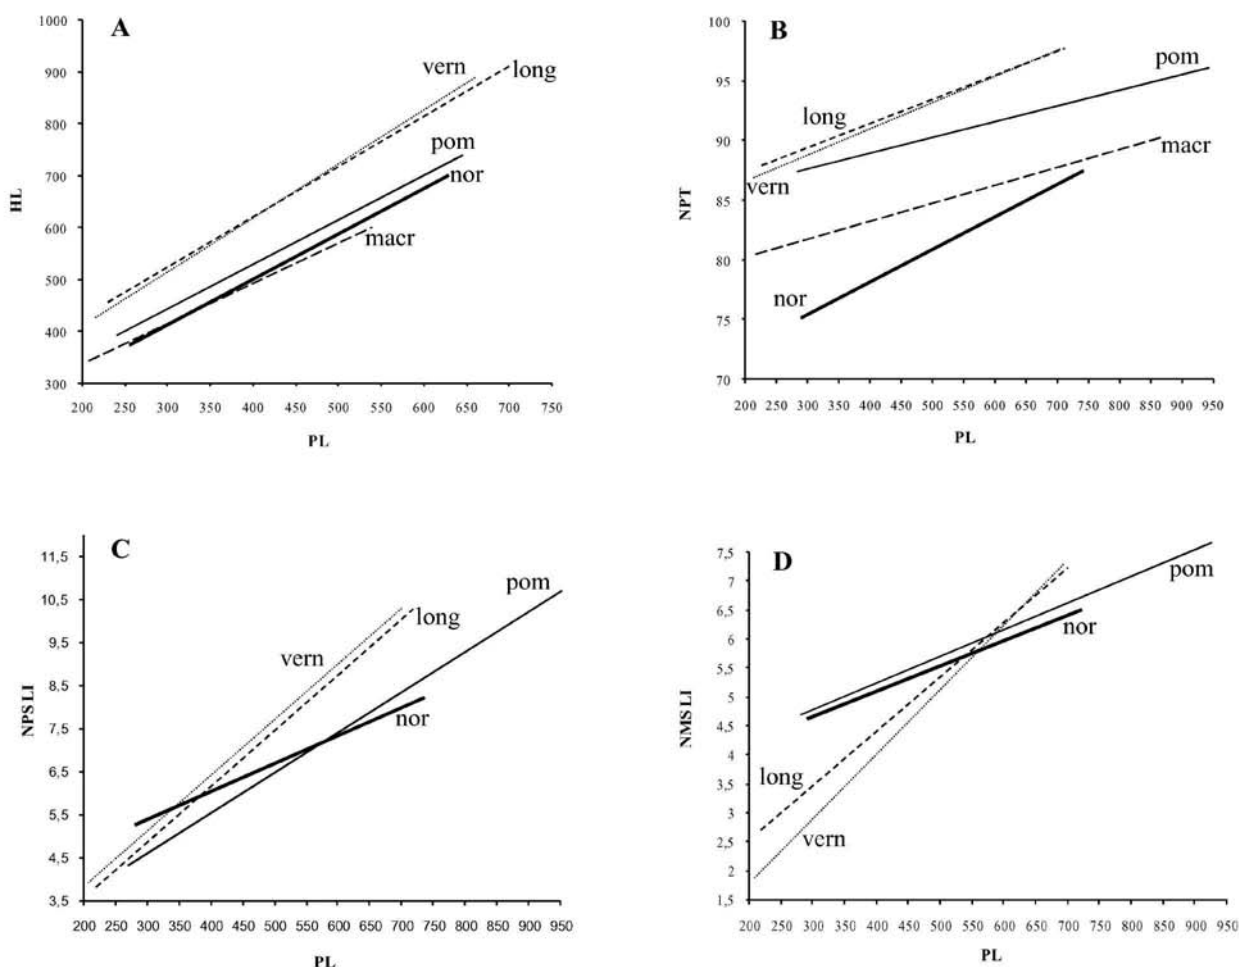 A
HL
1000
900
800
700
600
500
400
300
vern
long
pom
nor
macr
200 250 300 350 400 450 500 550 600 650 700 750
PL
B
NPT
100
95
90
85
80
75
70
pom
long
macr
vern
nor
200 250 300 350 400 450 500 550 600 650 700 750 800 850 900 950
PL
C
NPS LI
11,5
10,5
9,5
8,5
7,5
6,5
5,5
4,5
3,5
pom
long
vern
nor
200 250 300 350 400 450 500 550 600 650 700 750 800 850 900 950
PL
D
NMS LI
7,5
7
6,5
6
5,5
5
4,5
4
3,5
3
2,5
2
1,5
pom
nor
long
vern
200 250 300 350 400 450 500 550 600 650 700 750 800 850 900 950
PL